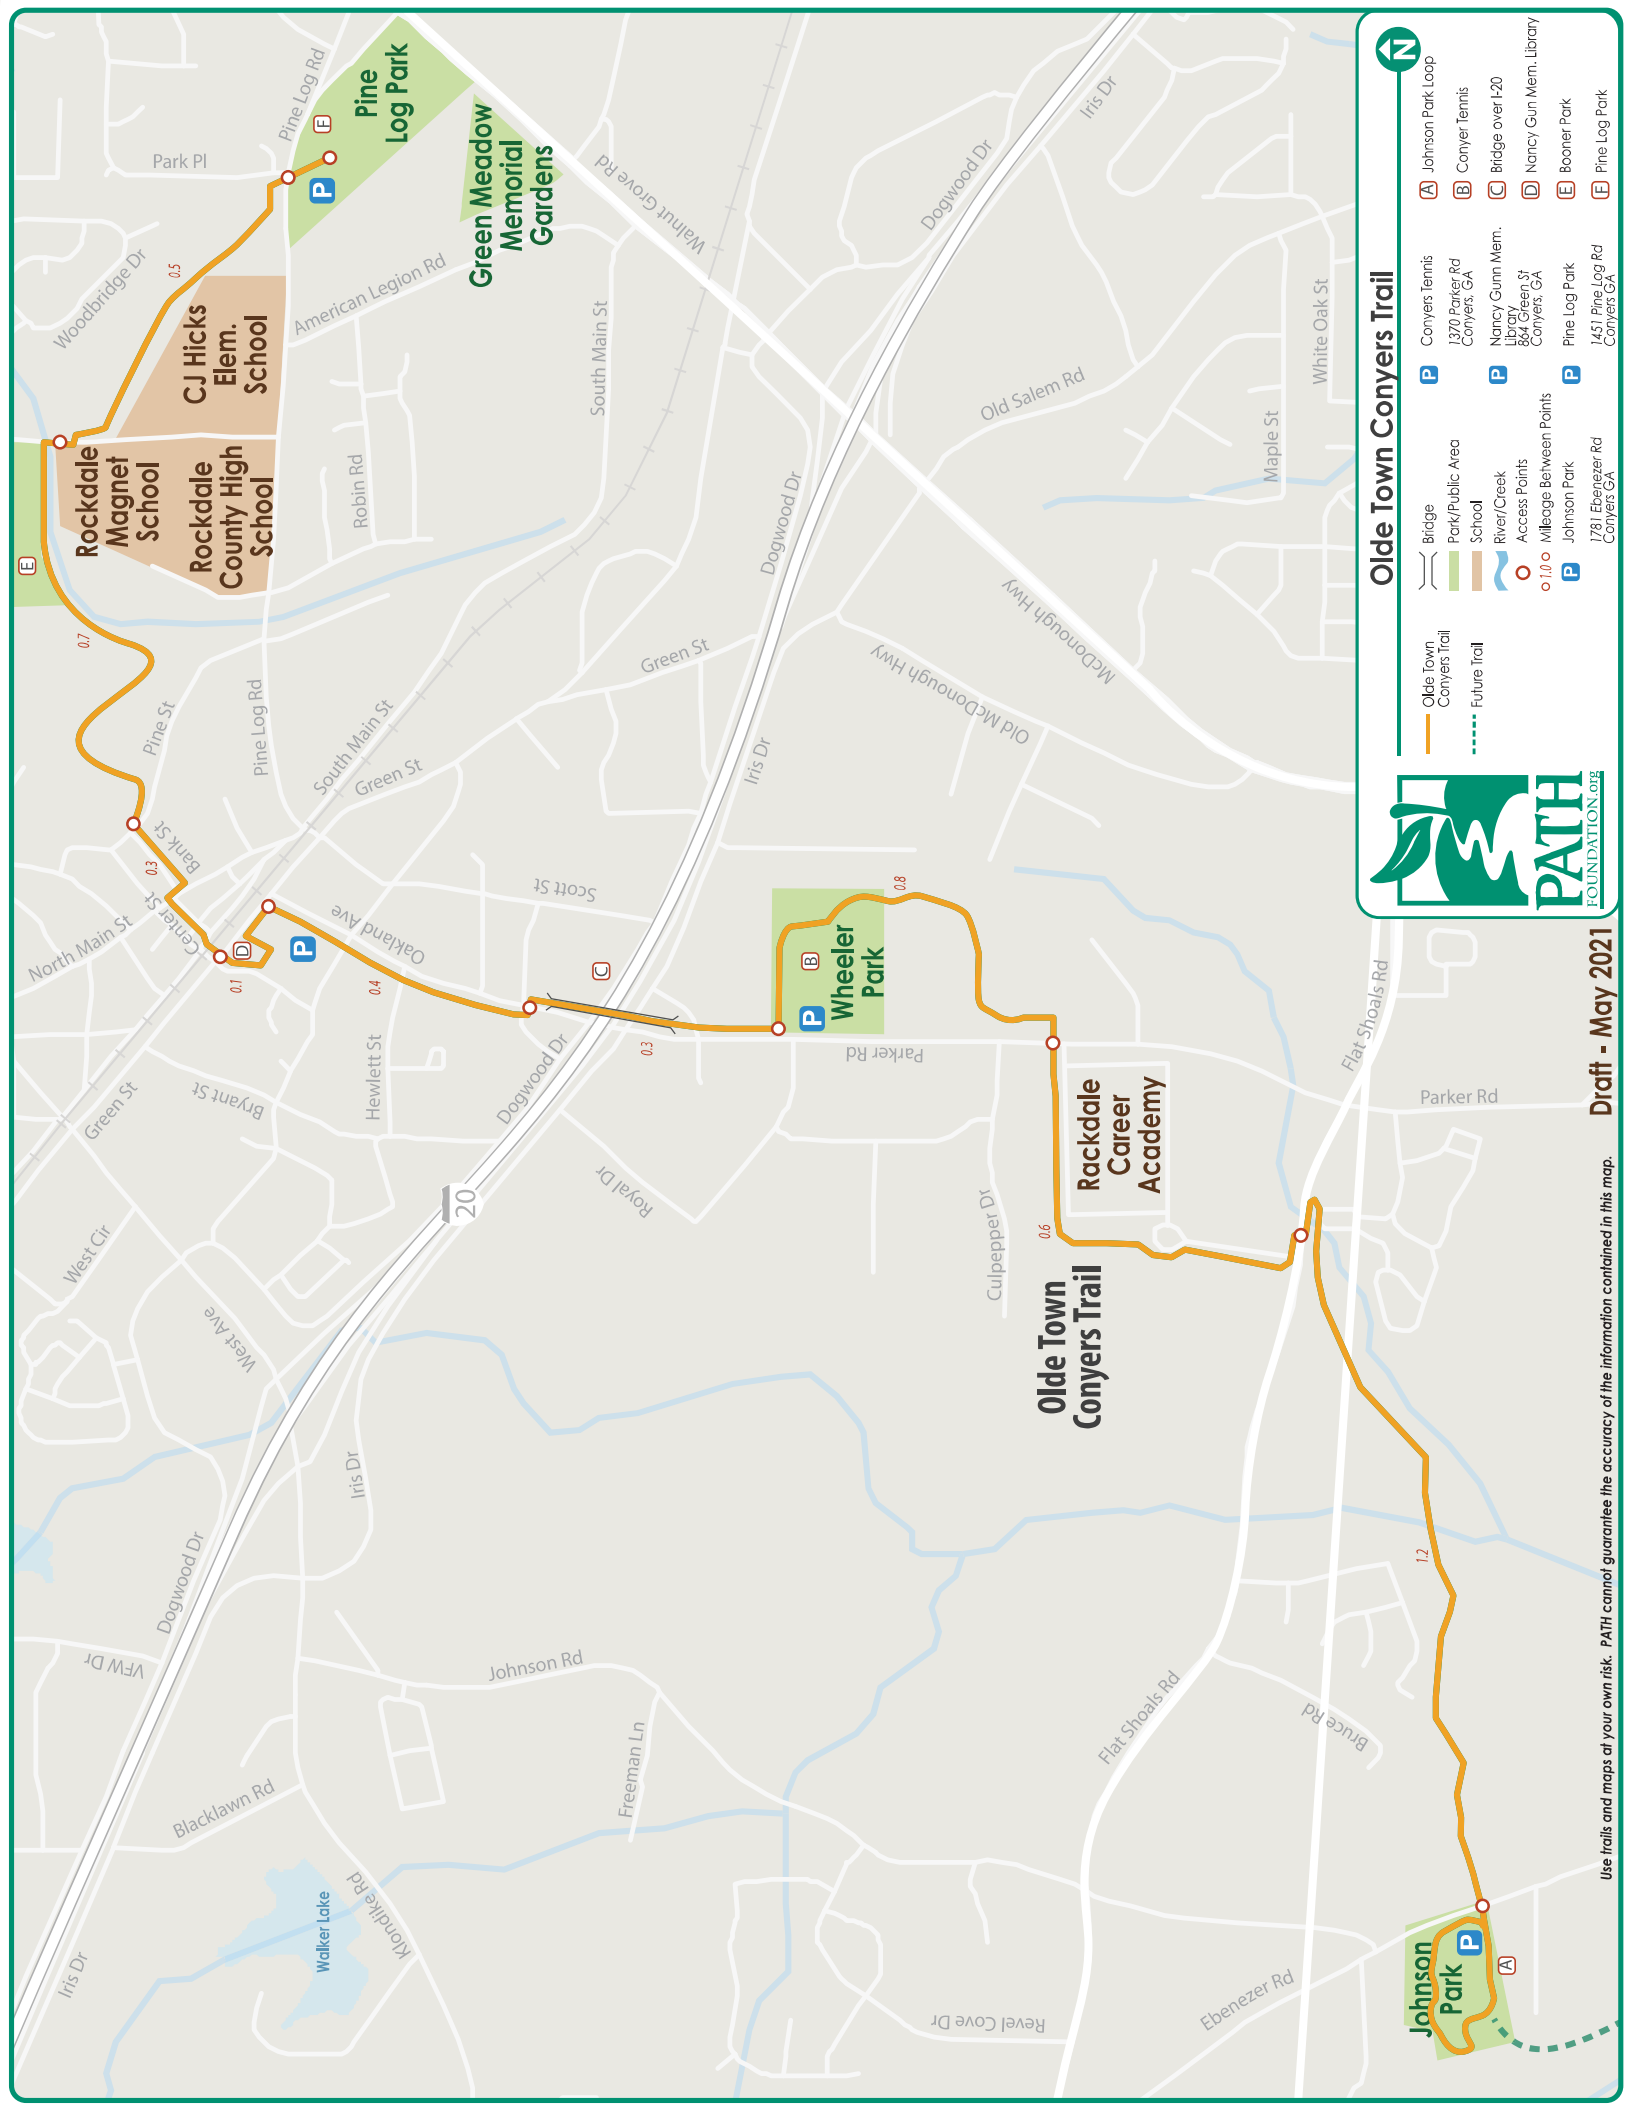 Olde Town Conyers Trail
N
Olde Town
Conyers Trail
Future Trail
Bridge
Park/Public Area
School
River/Creek
Access Points
1.0
Mileage Between Points
P
Johnson Park
1781 Ebenezer Rd
Conyers GA
P
Conyers Tennis
1370 Parker Rd
Conyers, GA
P
Nancy Gunn Mem.
Library
864 Green St
Conyers, GA
P
Pine Log Park
1451 Pine Log Rd
Conyers GA
A
Johnson Park Loop
B
Conyer Tennis
C
Bridge over I-20
D
Nancy Gun Mem. Library
E
Booner Park
F
Pine Log Park
PATH
FOUNDATION.org
Draft - May 2021
Use trails and maps at your own risk. PATH cannot guarantee the accuracy of the information contained in this map.
Pine
Log Park
F
P
Pine Log Rd
Park Pl
0.5
Woodbridge Dr
Green Meadow
Memorial
Gardens
American Legion Rd
CJ Hicks
Elem.
School
Rockdale
Magnet
School
Rockdale
County High
School
Robin Rd
South Main St
Walnut Grove Rd
Dogwood Dr
Iris Dr
White Oak St
Maple St
Old Salem Rd
Dogwood Dr
McDonough Hwy
Old McDonough Hwy
Green St
Iris Dr
E
0.7
Pine St
Pine Log Rd
South Main St
Green St
Bank St
0.3
Center St
North Main St
D
P
0.1
Oakland Ave
0.4
Scott St
C
0.3
Dogwood Dr
Hewlett St
Bryant St
Green St
Wheeler
Park
B
P
0.8
Parker Rd
Flat Shoals Rd
Parker Rd
Rackdale
Career
Academy
0.6
Culpepper Dr
Royal Dr
20
West Cir
West Ave
Olde Town
Conyers Trail
Iris Dr
Dogwood Dr
VFW Dr
Johnson Rd
Freeman Ln
Blacklawn Rd
Klondike Rd
Walker Lake
Iris Dr
1.2
Bruce Rd
Flat Shoals Rd
Ebenezer Rd
Revel Cove Dr
Johnson
Park
P
A